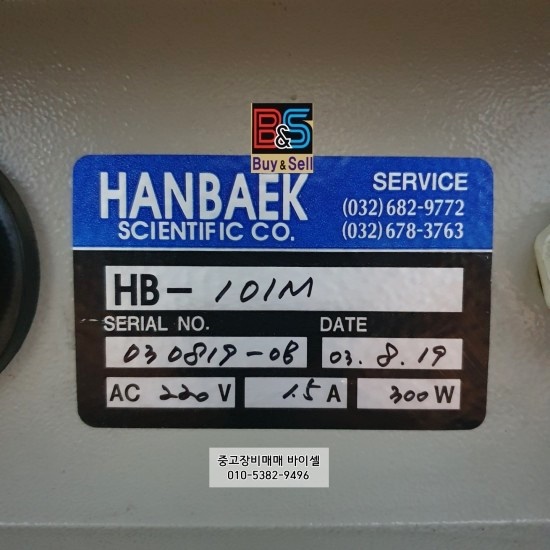 B&S
Buy & Sell
HANBAEK
SCIENTIFIC CO.
SERVICE
(032) 682-9772
(032) 678-3763
HB- 101M
SERIAL NO. DATE
030819-0B 03. 8. 19
AC 220 V 1.5 A 300 W
중고장비매매 바이셀
010-5382-9496